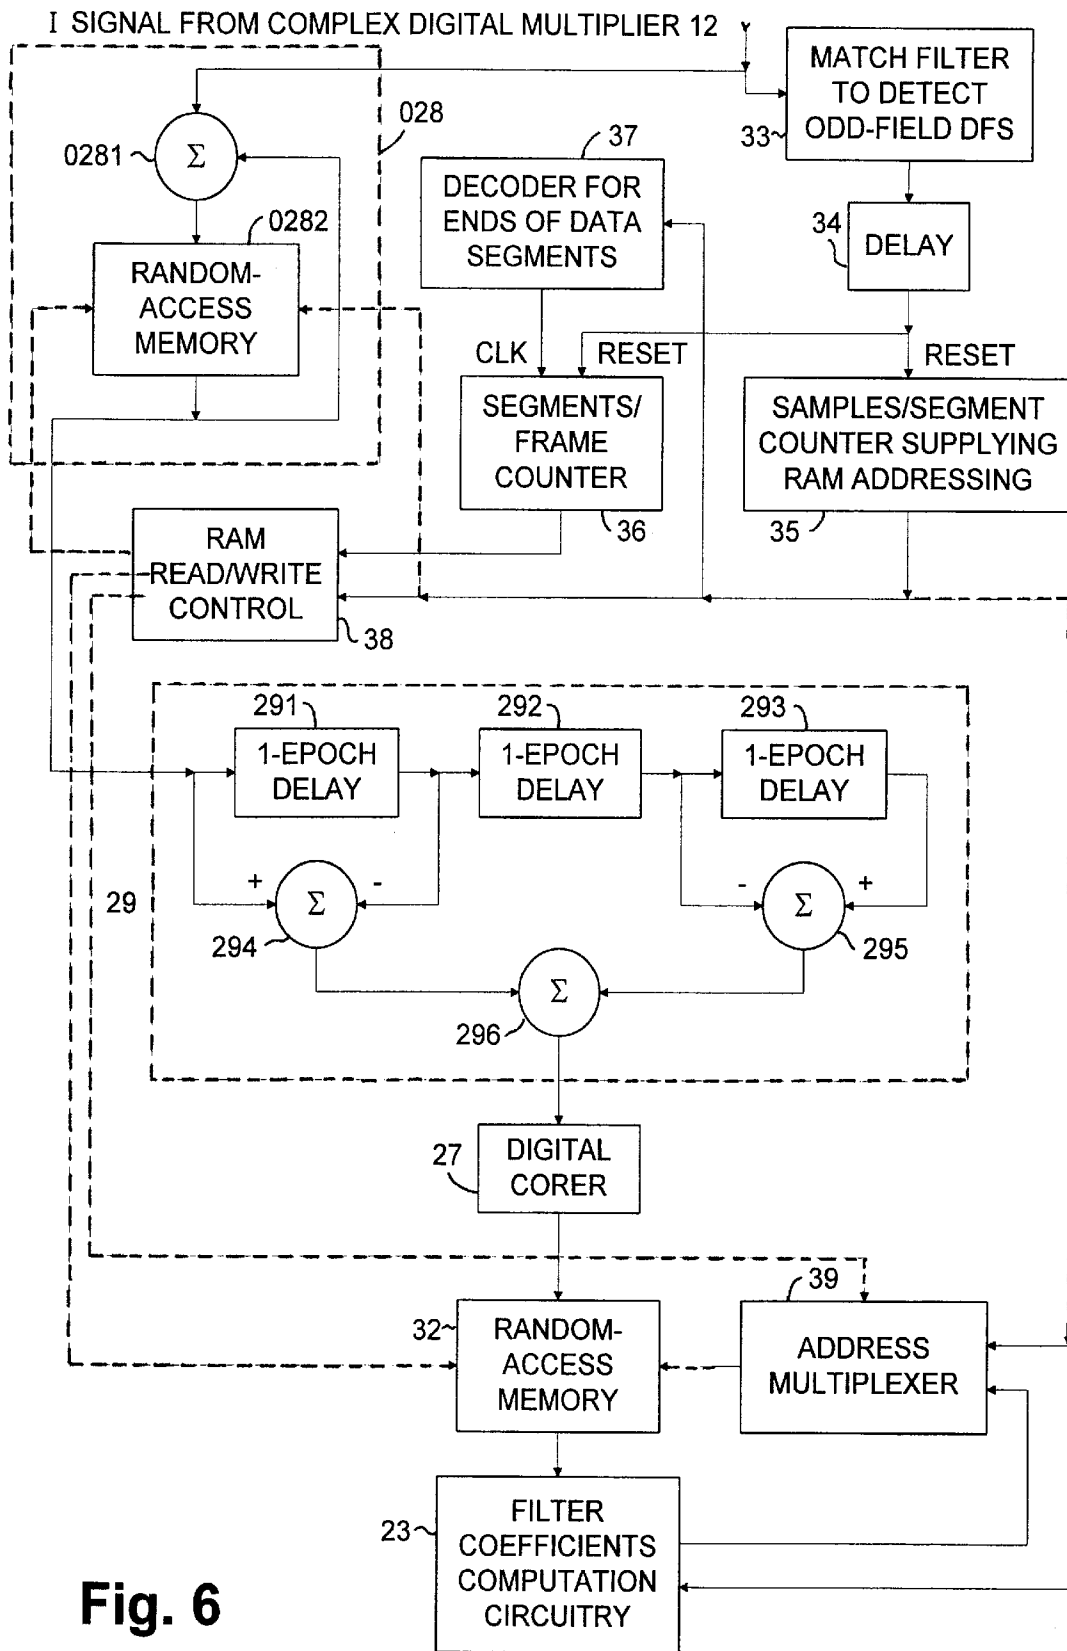 I SIGNAL FROM COMPLEX DIGITAL MULTIPLIER 12
MATCH FILTER
TO DETECT
ODD-FIELD DFS
33
028
0281
Σ
37
DECODER FOR
ENDS OF DATA
SEGMENTS
0282
RANDOM-
ACCESS
MEMORY
34
DELAY
CLK
RESET
RESET
SEGMENTS/
FRAME
COUNTER
36
SAMPLES/SEGMENT
COUNTER SUPPLYING
RAM ADDRESSING
35
RAM
READ/WRITE
CONTROL
38
291
1-EPOCH
DELAY
292
1-EPOCH
DELAY
293
1-EPOCH
DELAY
29
+
Σ
-
294
-
Σ
+
295
Σ
296
27
DIGITAL
CORER
32
RANDOM-
ACCESS
MEMORY
39
ADDRESS
MULTIPLEXER
23
FILTER
COEFFICIENTS
COMPUTATION
CIRCUITRY
Fig. 6